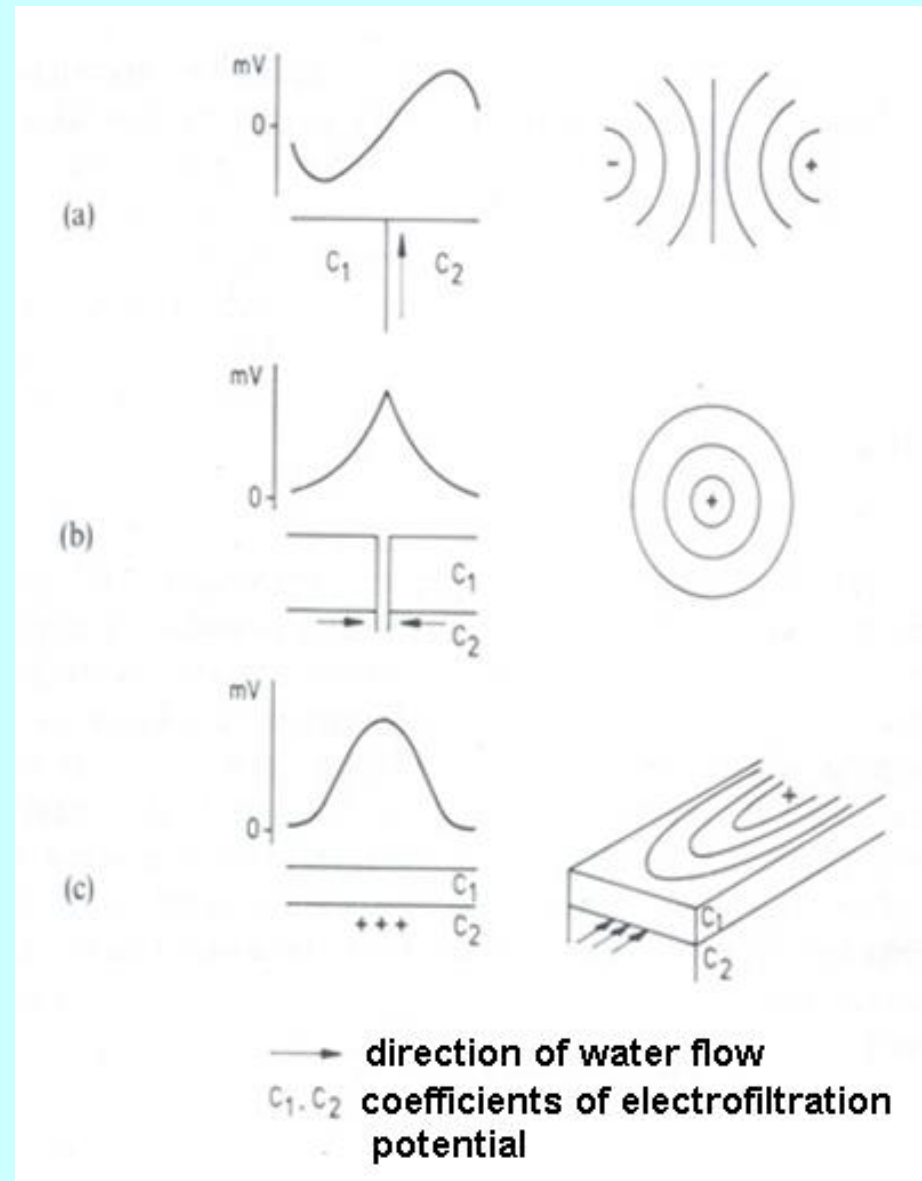 mV
0
- +
(a)
C₁ C₂
mV
0
+
(b)
C₁
C₂
mV
0
+
(c)
C₁
+ + + C₂
C₁
C₂
direction of water flow
C₁. C₂ coefficients of electrofiltration
potential